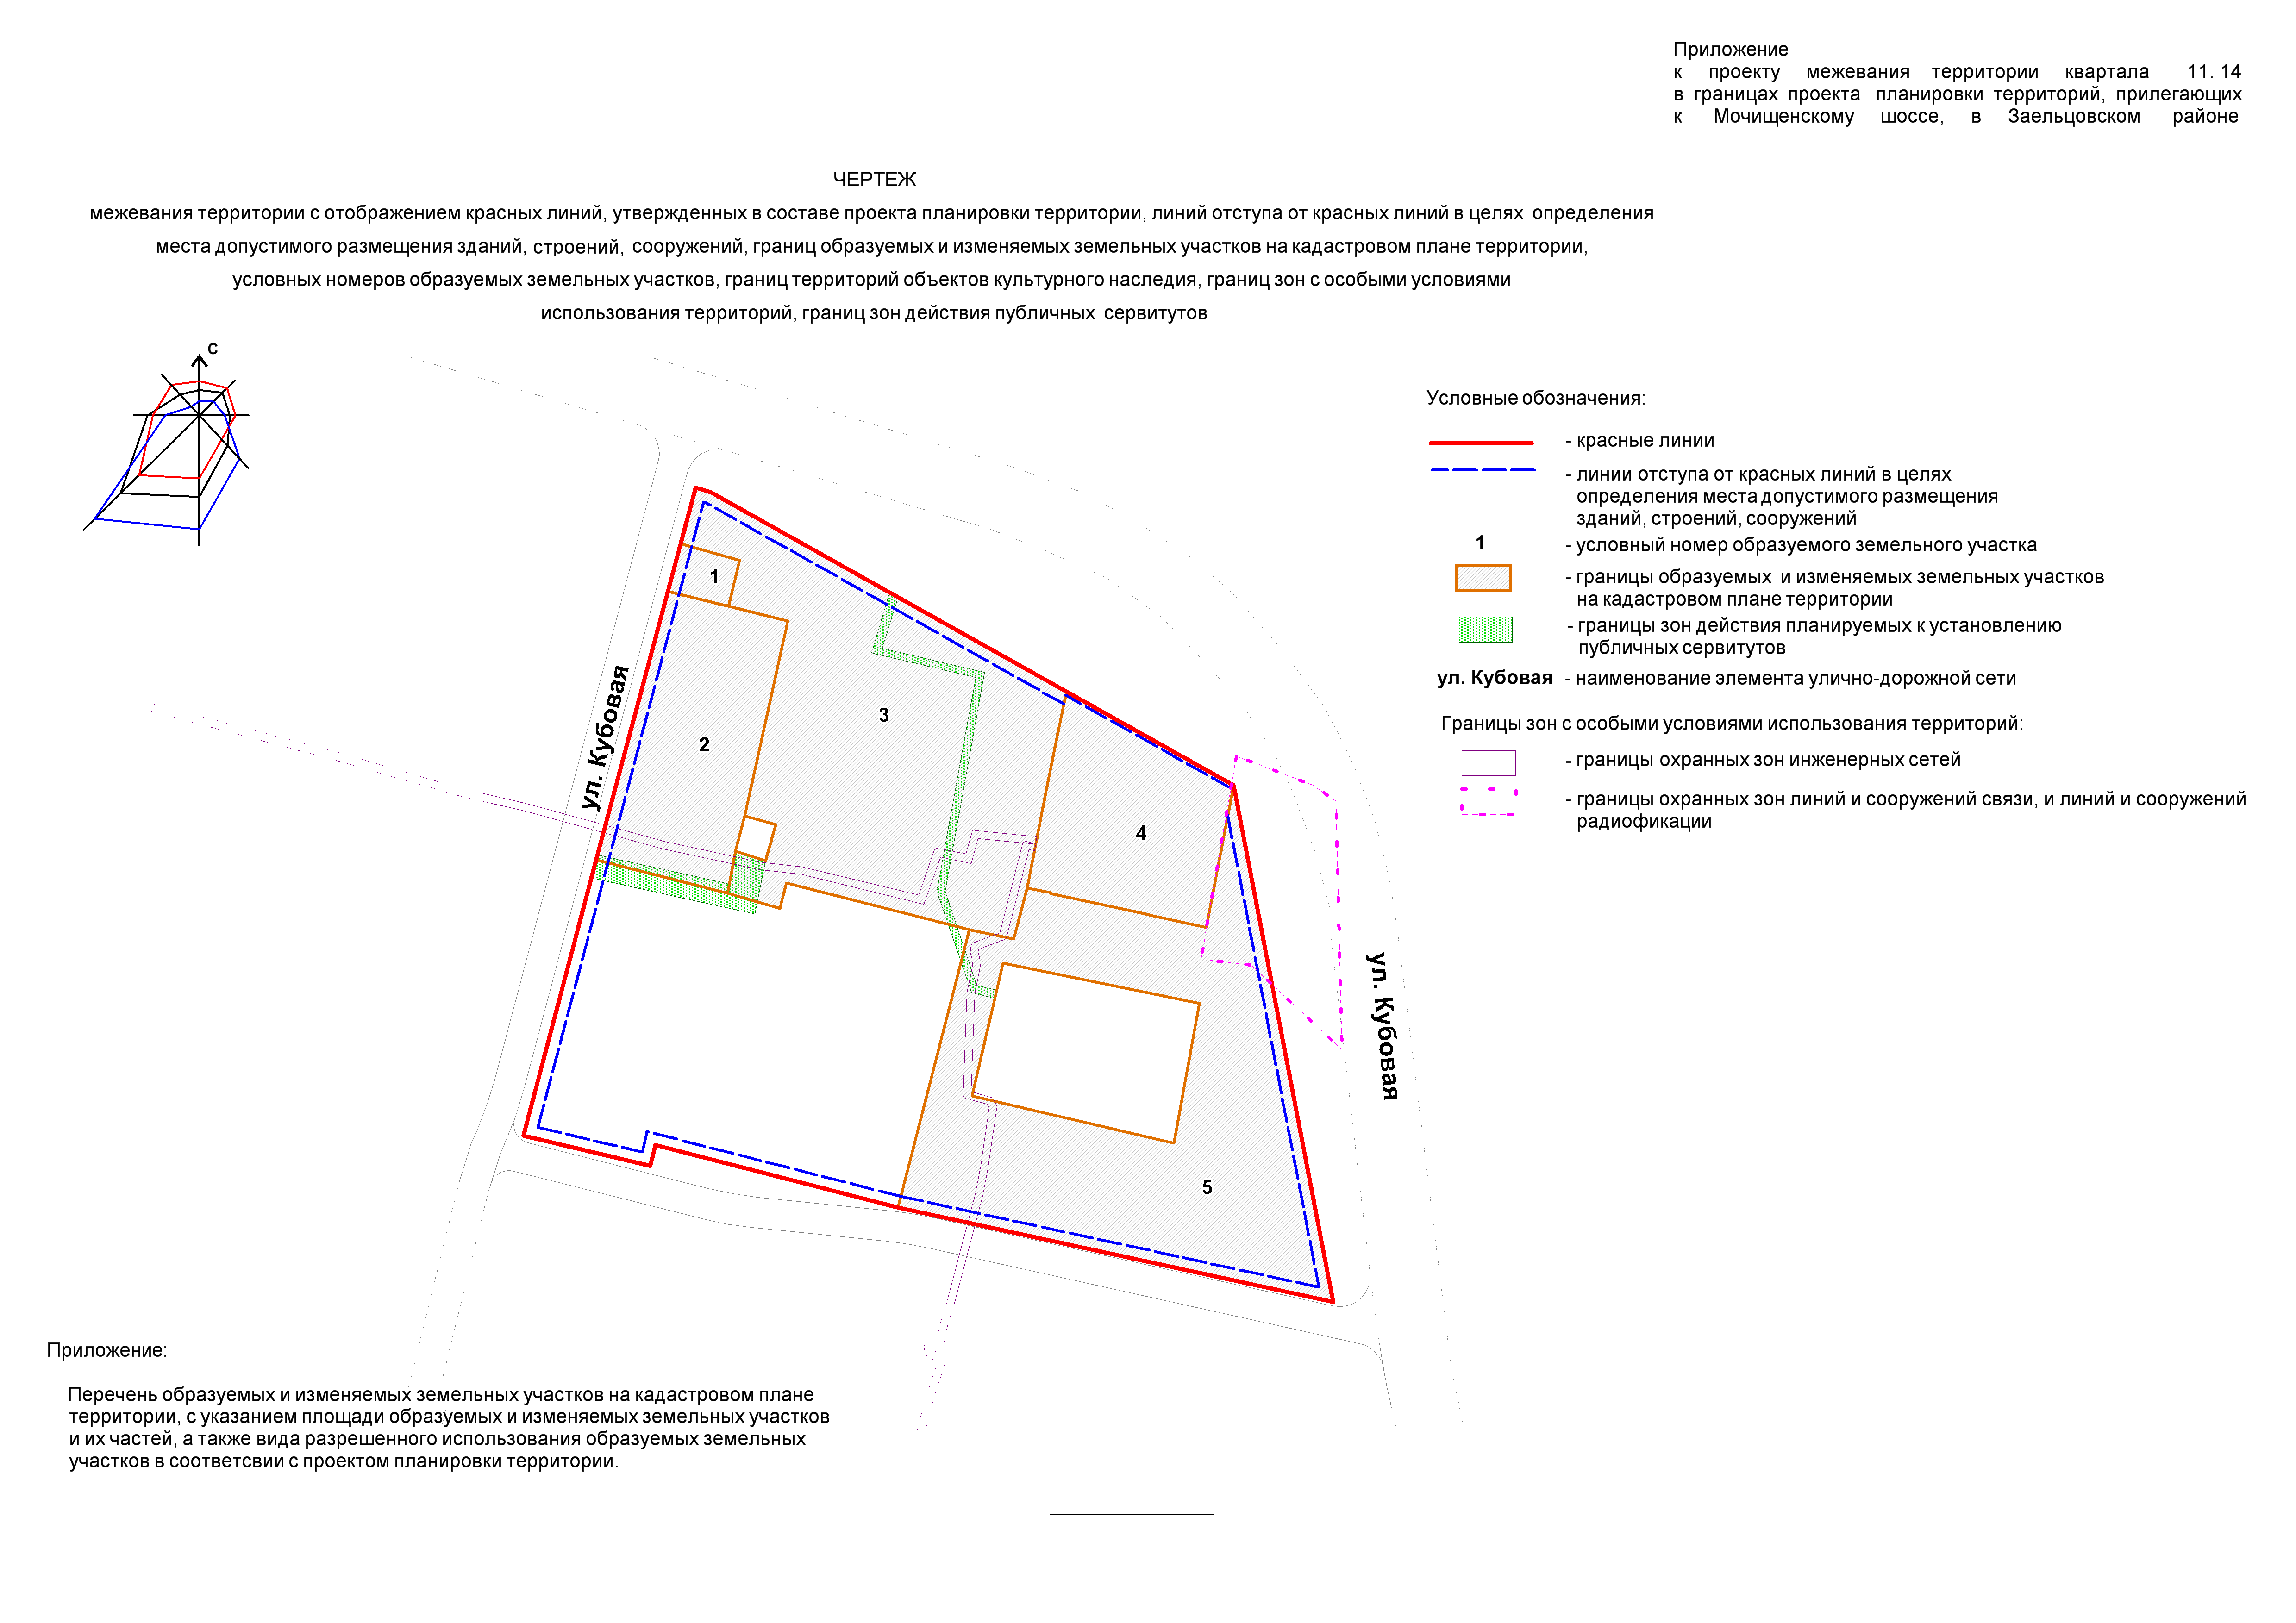 Приложение
к проекту межевания территории квартала 11. 14
в границах проекта планировки территорий, прилегающих
к Мочищенскому шоссе, в Заельцовском районе
ЧЕРТЕЖ
межевания территории с отображением красных линий, утвержденных в составе проекта планировки территории, линий отступа от красных линий в целях определения
места допустимого размещения зданий, строений, сооружений, границ образуемых и изменяемых земельных участков на кадастровом плане территории,
условных номеров образуемых земельных участков, границ территорий объектов культурного наследия, границ зон с особыми условиями
использования территорий, границ зон действия публичных сервитутов
С
Условные обозначения:
- красные линии
- линии отступа от красных линий в целях
определения места допустимого размещения
зданий, строений, сооружений
1 - условный номер образуемого земельного участка
- границы образуемых и изменяемых земельных участков
на кадастровом плане территории
- границы зон действия планируемых к установлению
публичных сервитутов
ул. Кубовая - наименование элемента улично-дорожной сети
Границы зон с особыми условиями использования территорий:
- границы охранных зон инженерных сетей
- границы охранных зон линий и сооружений связи, и линий и сооружений
радиофикации
1
2
3
4
5
ул. Кубовая
ул. Кубовая
Приложение:
Перечень образуемых и изменяемых земельных участков на кадастровом плане
территории, с указанием площади образуемых и изменяемых земельных участков
и их частей, а также вида разрешенного использования образуемых земельных
участков в соответсвии с проектом планировки территории.